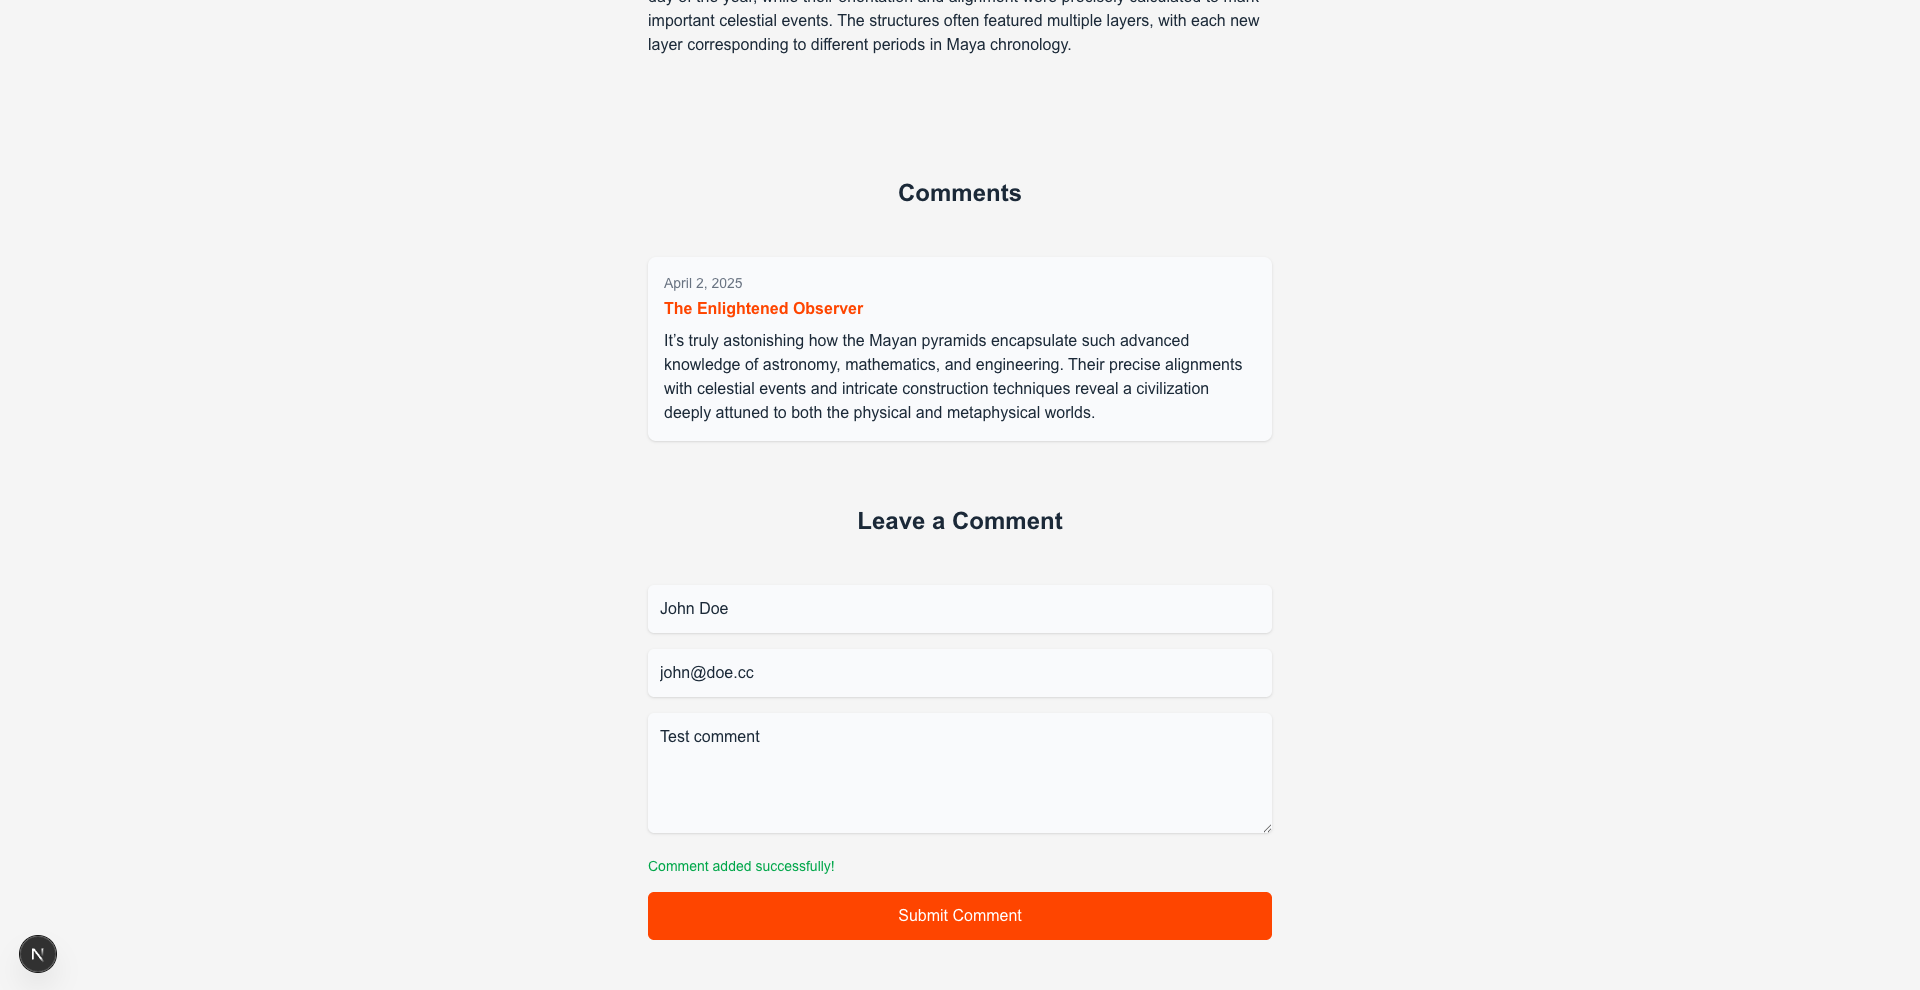 important celestial events. The structures often featured multiple layers, with each new
layer corresponding to different periods in Maya chronology.
Comments
April 2, 2025
The Enlightened Observer
It’s truly astonishing how the Mayan pyramids encapsulate such advanced
knowledge of astronomy, mathematics, and engineering. Their precise alignments
with celestial events and intricate construction techniques reveal a civilization
deeply attuned to both the physical and metaphysical worlds.
Leave a Comment
John Doe
john@doe.cc
Test comment
Comment added successfully!
Submit Comment
N